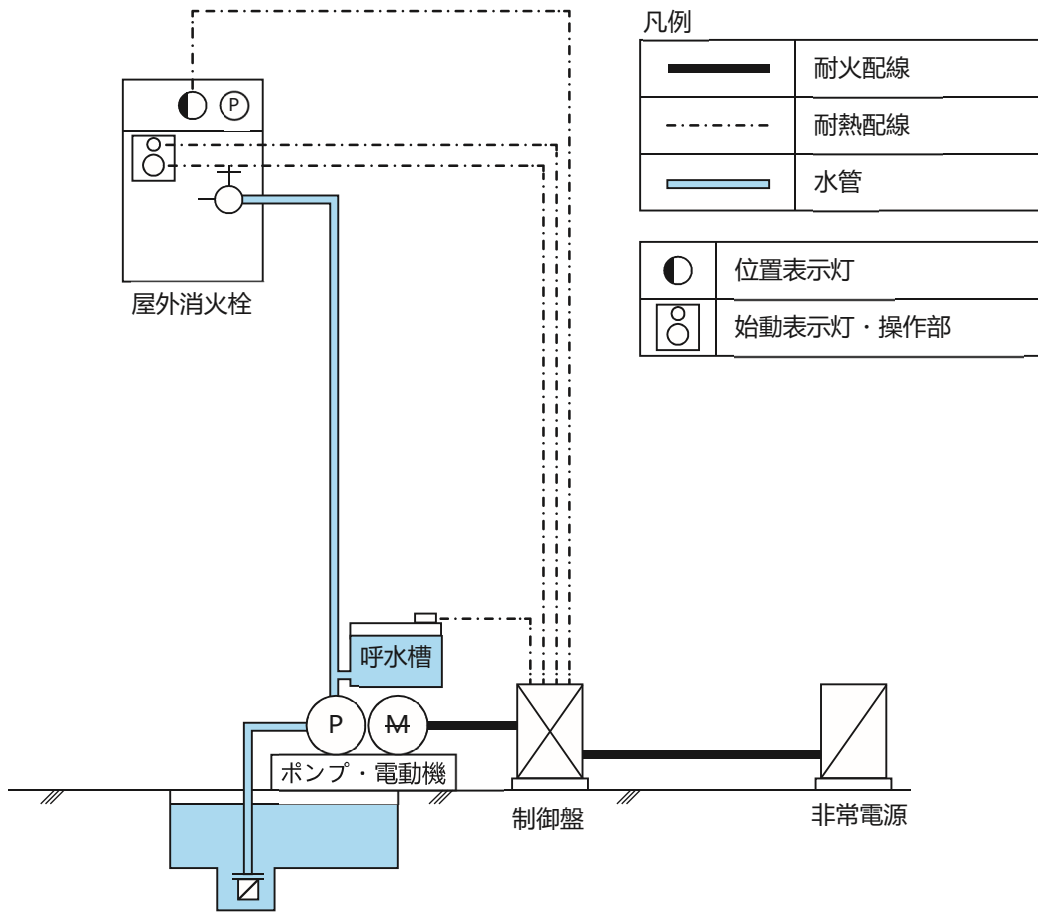 凡例
耐火配線
耐熱配線
水管
位置表示灯
始動表示灯・操作部
P
屋外消火栓
呼水槽
P
M
ポンプ・電動機
制御盤
非常電源